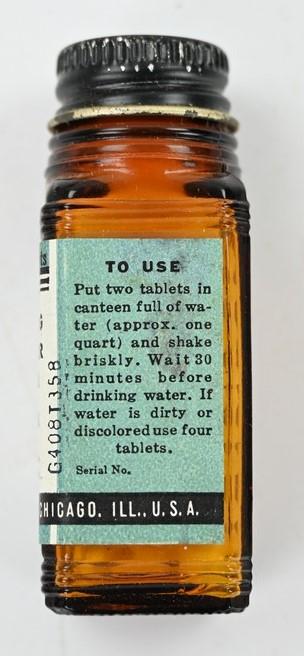 TO USE
Put two tablets in
canteen full of wa-
ter (approx. one
quart) and shake
briskly. Wait 30
minutes before
drinking water. If
water is dirty or
discolored use four
tablets.
Serial No.
G408T358
CHICAGO, ILL., U.S.A.